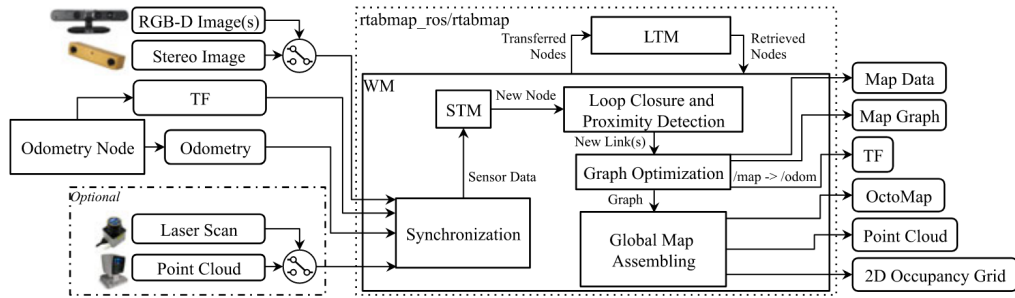 RGB-D Image(s)
Stereo Image
TF
Odometry Node
Odometry
Optional
Laser Scan
Point Cloud
rtabmap_ros/rtabmap
Transferred
Nodes
LTM
Retrieved
Nodes
WM
STM
New Node
Loop Closure and
Proximity Detection
New Link(s)
Sensor Data
Graph Optimization
/map -> /odom
Graph
Synchronization
Global Map
Assembling
Map Data
Map Graph
TF
OctoMap
Point Cloud
2D Occupancy Grid